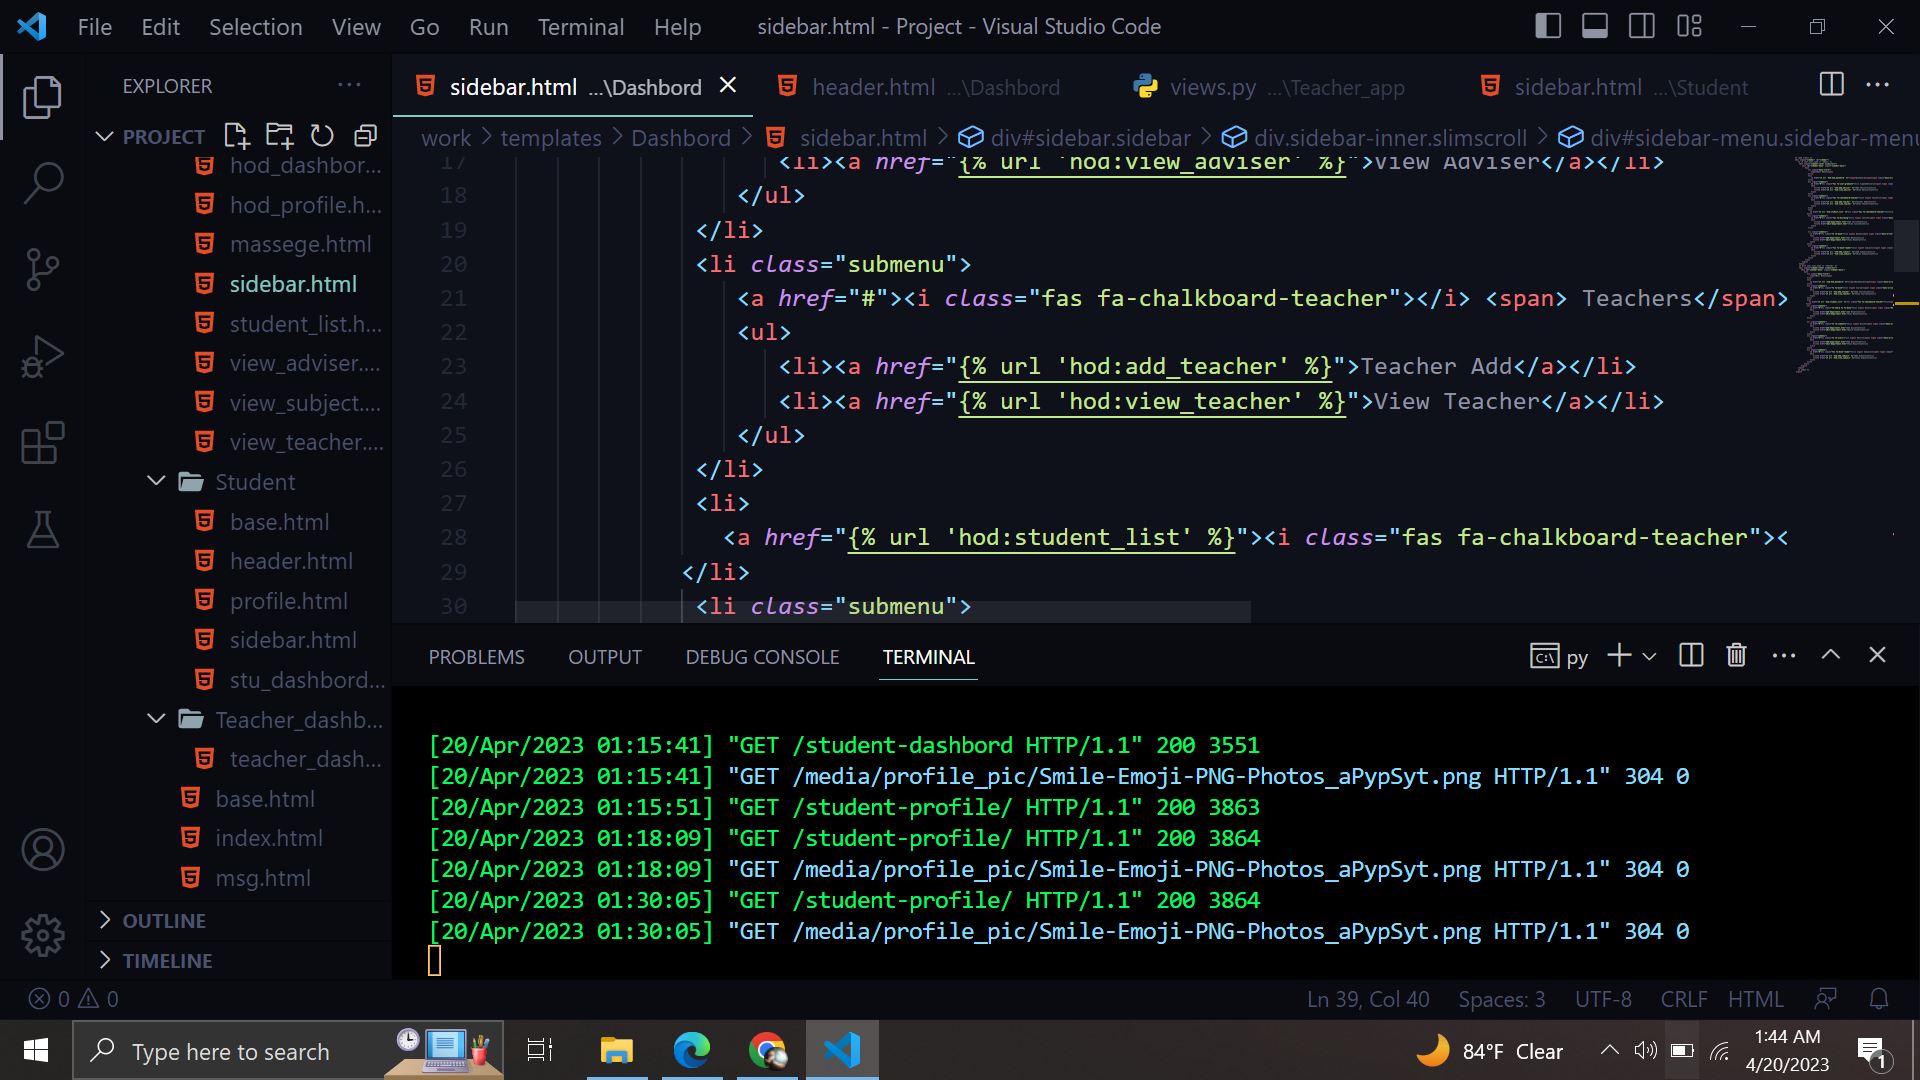 File Edit Selection View Go Run Terminal Help sidebar.html - Project - Visual Studio Code
EXPLORER
PROJECT
hod_dashbor...
hod_profile.h...
massege.html
sidebar.html
student_list.h...
view_adviser....
view_subject....
view_teacher....
Student
base.html
header.html
profile.html
sidebar.html
stu_dashbord...
Teacher_dashb...
teacher_dash...
base.html
index.html
msg.html
OUTLINE
TIMELINE
sidebar.html ...\Dashbord header.html ...\Dashbord views.py ...\Teacher_app sidebar.html ...\Student
work > templates > Dashbord > sidebar.html > div#sidebar.sidebar > div.sidebar-inner.slimscroll > div#sidebar-menu.sidebar-menu
17 <li><a href="{% url 'hod:view_adviser' %}">View Adviser</a></li>
18 </ul>
19 </li>
20 <li class="submenu">
21 <a href="#"><i class="fas fa-chalkboard-teacher"></i> <span> Teachers</span>
22 <ul>
23 <li><a href="{% url 'hod:add_teacher' %}">Teacher Add</a></li>
24 <li><a href="{% url 'hod:view_teacher' %}">View Teacher</a></li>
25 </ul>
26 </li>
27 <li>
28 <a href="{% url 'hod:student_list' %}"><i class="fas fa-chalkboard-teacher"><
29 </li>
30 <li class="submenu">
PROBLEMS OUTPUT DEBUG CONSOLE TERMINAL py
[20/Apr/2023 01:15:41] "GET /student-dashbord HTTP/1.1" 200 3551
[20/Apr/2023 01:15:41] "GET /media/profile_pic/Smile-Emoji-PNG-Photos_aPypSyt.png HTTP/1.1" 304 0
[20/Apr/2023 01:15:51] "GET /student-profile/ HTTP/1.1" 200 3863
[20/Apr/2023 01:18:09] "GET /student-profile/ HTTP/1.1" 200 3864
[20/Apr/2023 01:18:09] "GET /media/profile_pic/Smile-Emoji-PNG-Photos_aPypSyt.png HTTP/1.1" 304 0
[20/Apr/2023 01:30:05] "GET /student-profile/ HTTP/1.1" 200 3864
[20/Apr/2023 01:30:05] "GET /media/profile_pic/Smile-Emoji-PNG-Photos_aPypSyt.png HTTP/1.1" 304 0
0 0 Ln 39, Col 40 Spaces: 3 UTF-8 CRLF HTML
Type here to search 84°F Clear 1:44 AM
4/20/2023 1